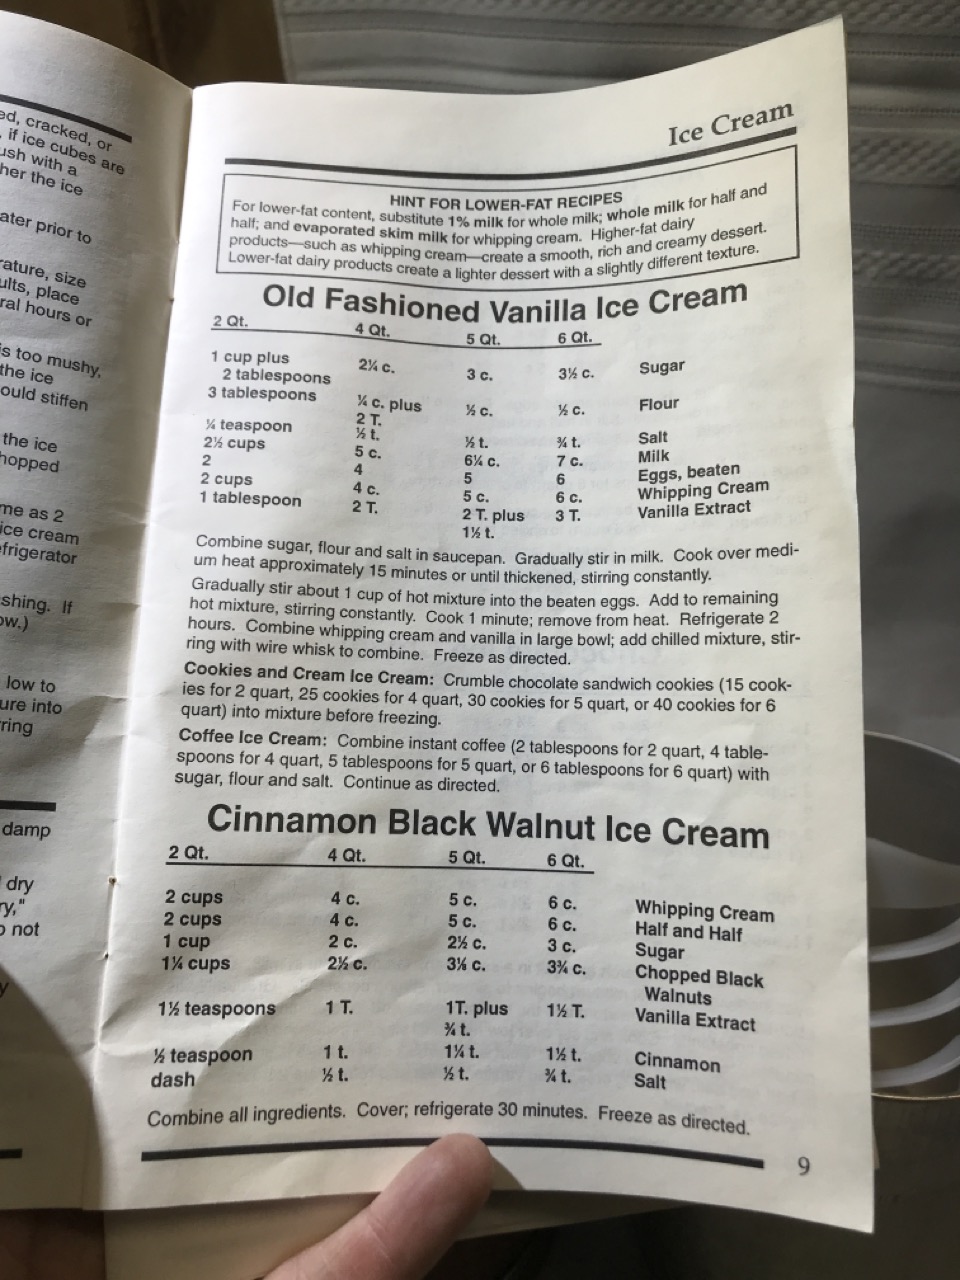 ed, cracked, or
, if ice cubes are
ush with a
her the ice
ater prior to
rature, size
ults, place
ral hours or
is too mushy,
the ice
ould stiffen
the ice
hopped
me as 2
ice cream
efrigerator
shing. If
ow.)
low to
ure into
rring
damp
dry
ry,"
o not
y
Ice Cream
HINT FOR LOWER-FAT RECIPES
For lower-fat content, substitute 1% milk for whole milk; whole milk for half and
half; and evaporated skim milk for whipping cream. Higher-fat dairy
products—such as whipping cream—create a smooth, rich and creamy dessert.
Lower-fat dairy products create a lighter dessert with a slightly different texture.
Old Fashioned Vanilla Ice Cream
2 Qt. 4 Qt. 5 Qt. 6 Qt.
1 cup plus 2¼ c. 3 c. 3½ c. Sugar
2 tablespoons
3 tablespoons ¼ c. plus ½ c. ½ c. Flour
2 T.
¼ teaspoon ½ t. ½ t. ¾ t. Salt
2½ cups 5 c. 6¼ c. 7 c. Milk
2 4 5 6 Eggs, beaten
2 cups 4 c. 5 c. 6 c. Whipping Cream
1 tablespoon 2 T. 2 T. plus 3 T. Vanilla Extract
1½ t.
Combine sugar, flour and salt in saucepan. Gradually stir in milk. Cook over medi-
um heat approximately 15 minutes or until thickened, stirring constantly.
Gradually stir about 1 cup of hot mixture into the beaten eggs. Add to remaining
hot mixture, stirring constantly. Cook 1 minute; remove from heat. Refrigerate 2
hours. Combine whipping cream and vanilla in large bowl; add chilled mixture, stir-
ring with wire whisk to combine. Freeze as directed.
Cookies and Cream Ice Cream: Crumble chocolate sandwich cookies (15 cook-
ies for 2 quart, 25 cookies for 4 quart, 30 cookies for 5 quart, or 40 cookies for 6
quart) into mixture before freezing.
Coffee Ice Cream: Combine instant coffee (2 tablespoons for 2 quart, 4 table-
spoons for 4 quart, 5 tablespoons for 5 quart, or 6 tablespoons for 6 quart) with
sugar, flour and salt. Continue as directed.
Cinnamon Black Walnut Ice Cream
2 Qt. 4 Qt. 5 Qt. 6 Qt.
2 cups 4 c. 5 c. 6 c. Whipping Cream
2 cups 4 c. 5 c. 6 c. Half and Half
1 cup 2 c. 2½ c. 3 c. Sugar
1¼ cups 2½ c. 3⅛ c. 3¾ c. Chopped Black
Walnuts
1½ teaspoons 1 T. 1T. plus 1½ T. Vanilla Extract
¾ t.
½ teaspoon 1 t. 1¼ t. 1½ t. Cinnamon
dash ½ t. ½ t. ¾ t. Salt
Combine all ingredients. Cover; refrigerate 30 minutes. Freeze as directed.
9